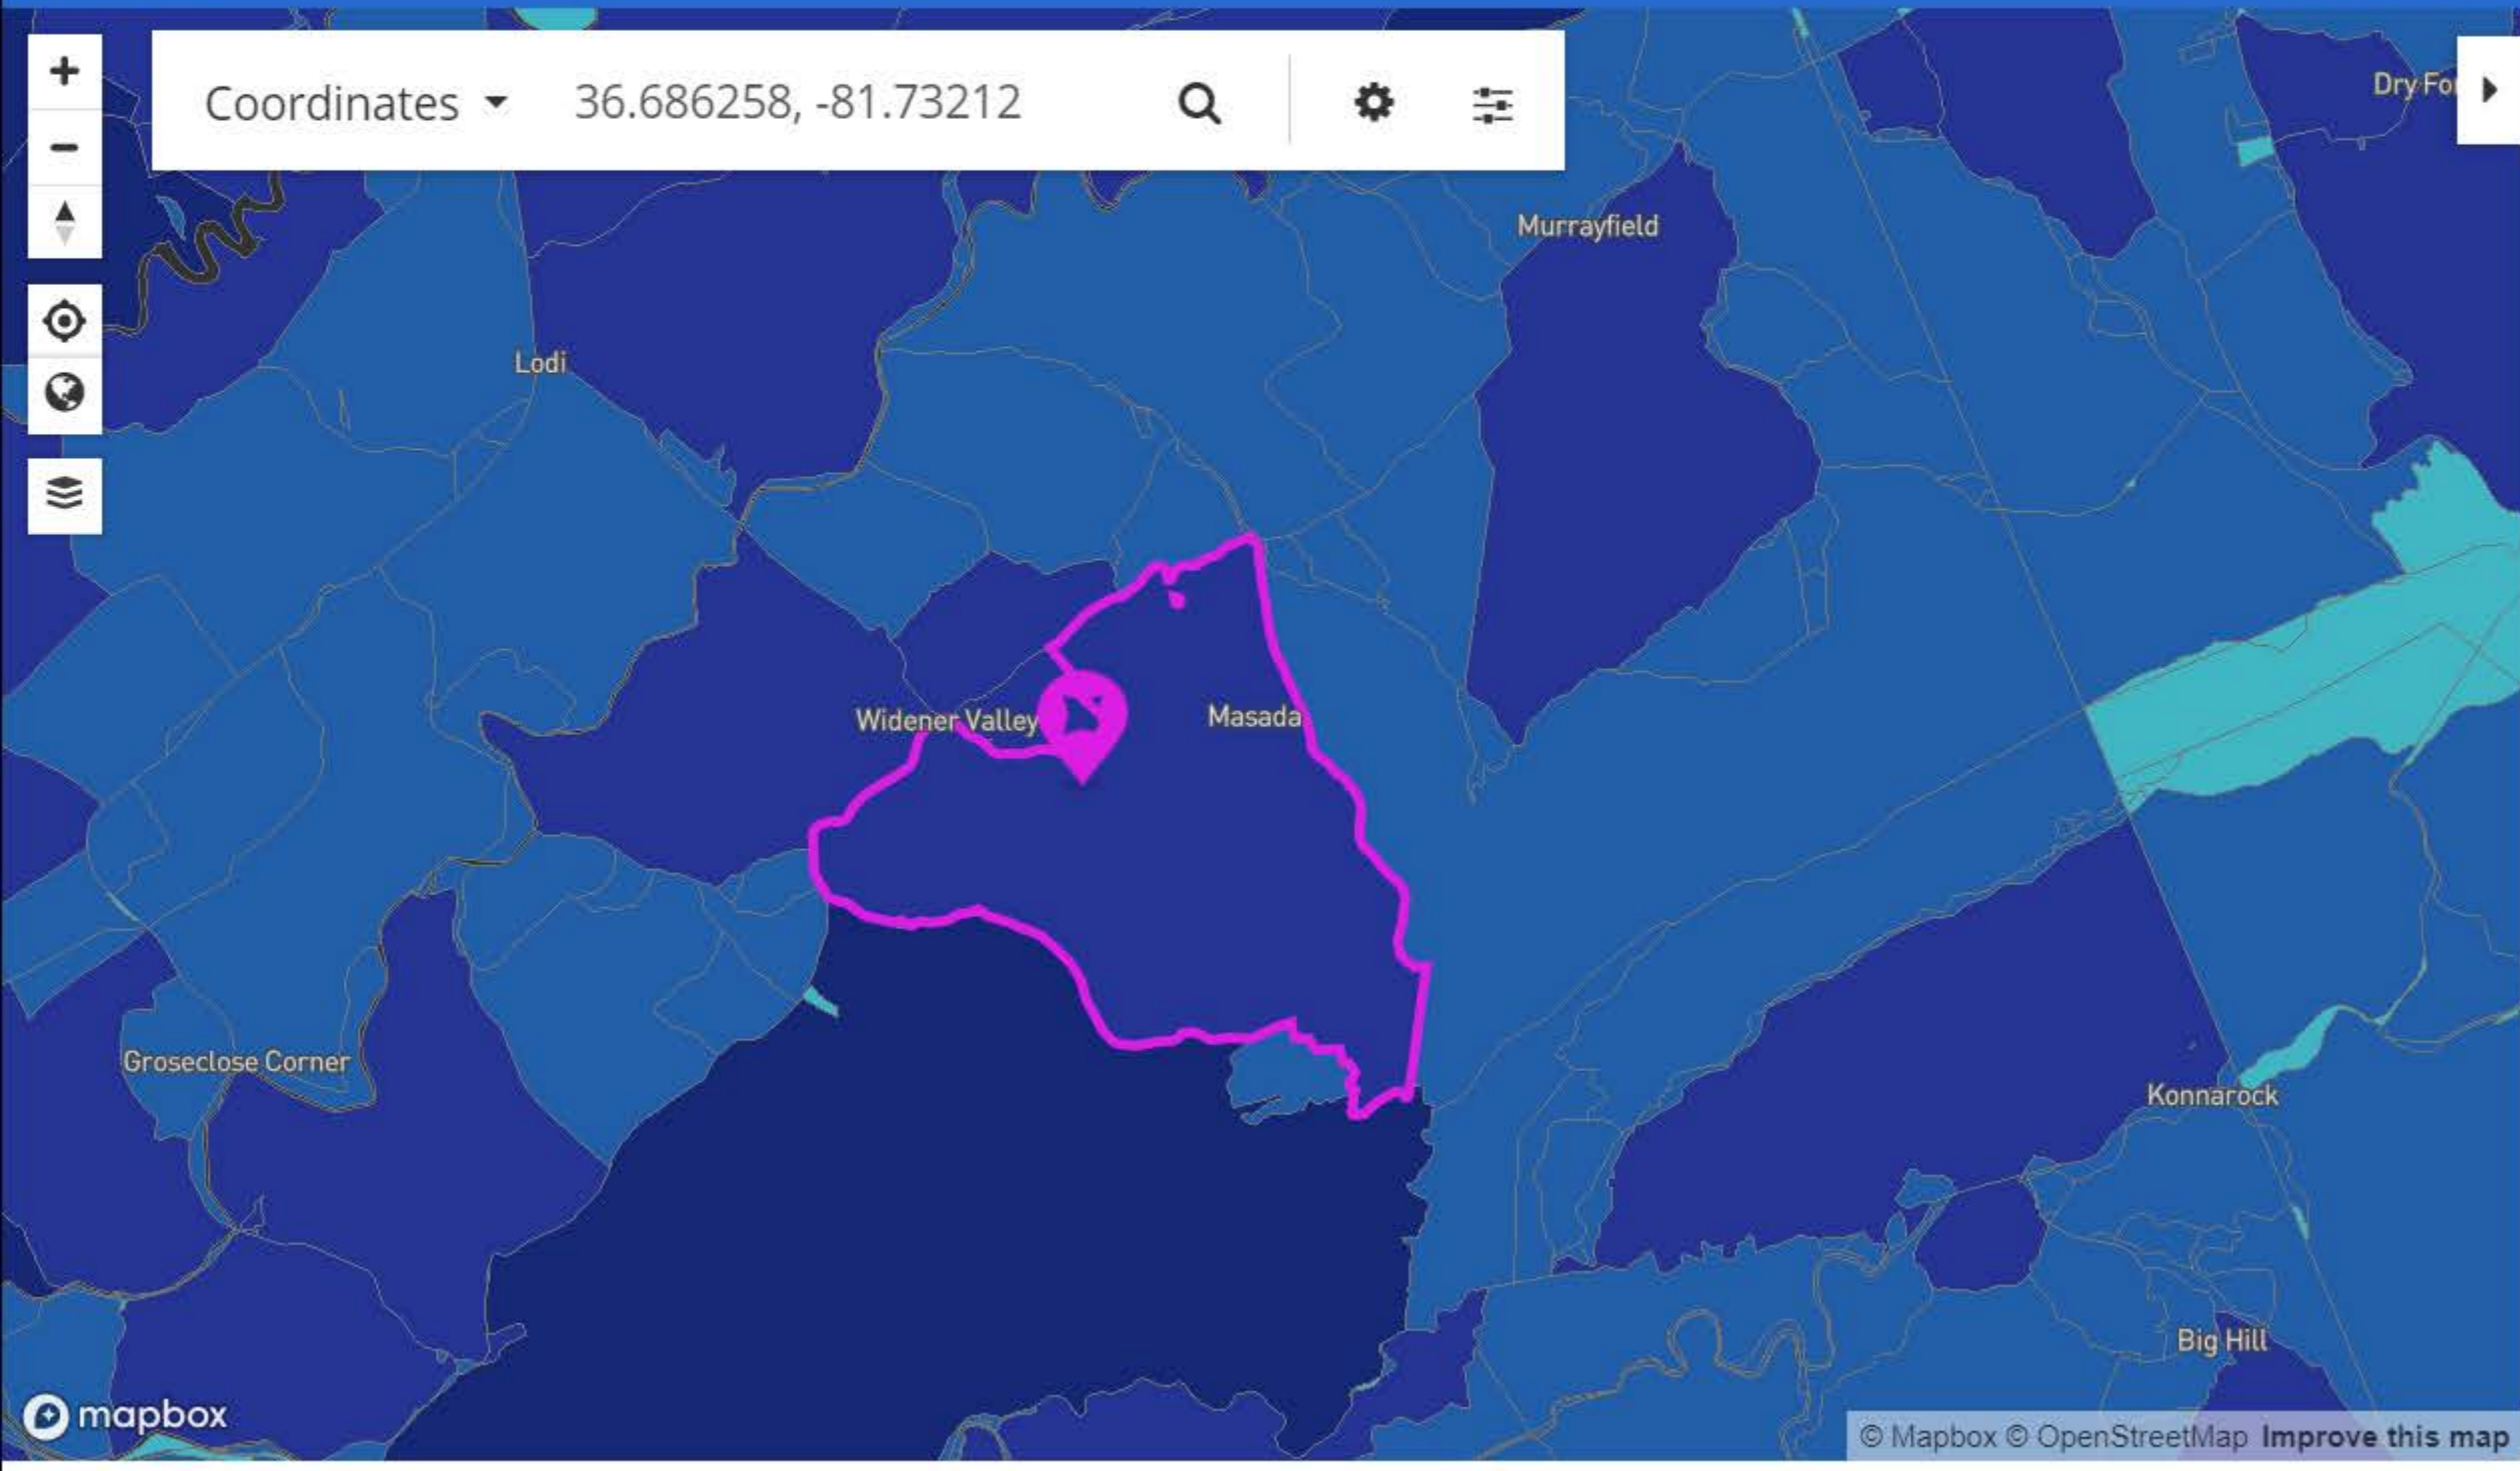 Coordinates 36.686258, -81.73212
Murrayfield
Lodi
Widener Valley
Masada
Groseclose Corner
Konnarock
Big Hill
mapbox
© Mapbox © OpenStreetMap Improve this map